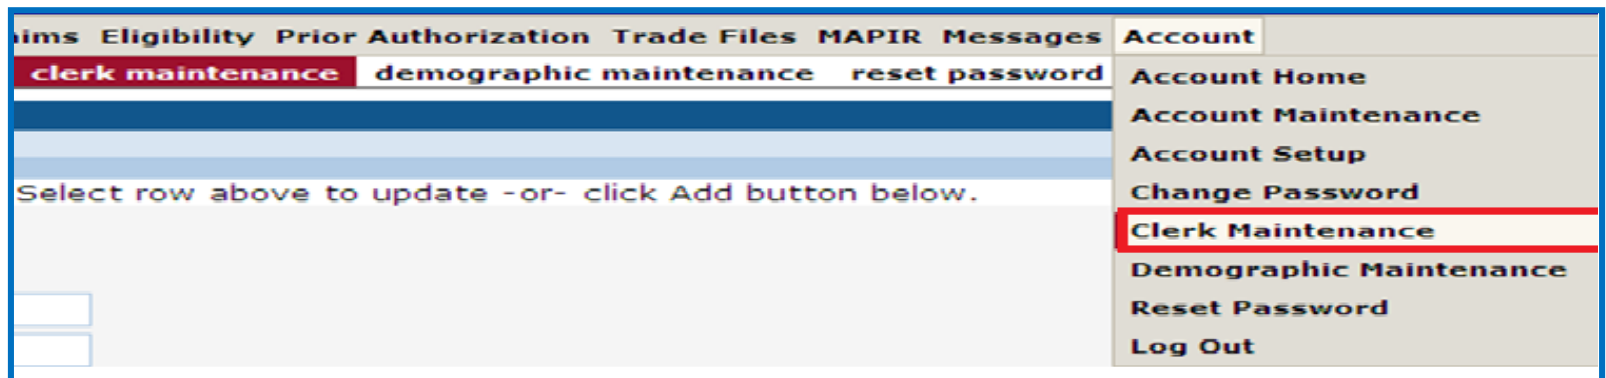 Eligibility Prior Authorization Trade Files MAPIR Messages Account
clerk maintenance demographic maintenance reset password
Account Home
Account Maintenance
Account Setup
Change Password
Select row above to update -or- click Add button below.
Clerk Maintenance
Demographic Maintenance
Reset Password
Log Out